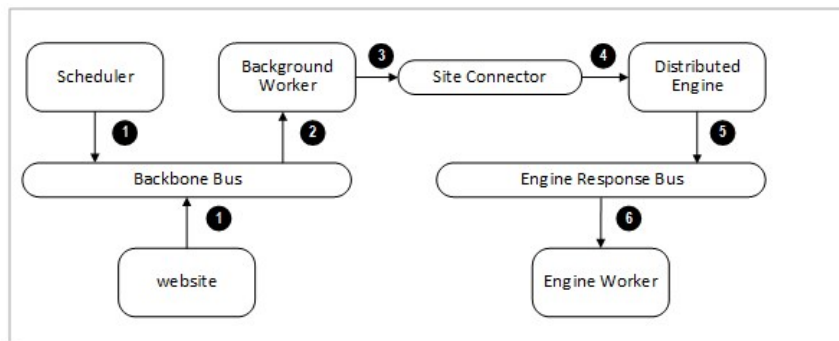 Scheduler
Background
Worker
3
Site Connector
4
Distributed
Engine
1
2
5
Backbone Bus
Engine Response Bus
1
6
website
Engine Worker